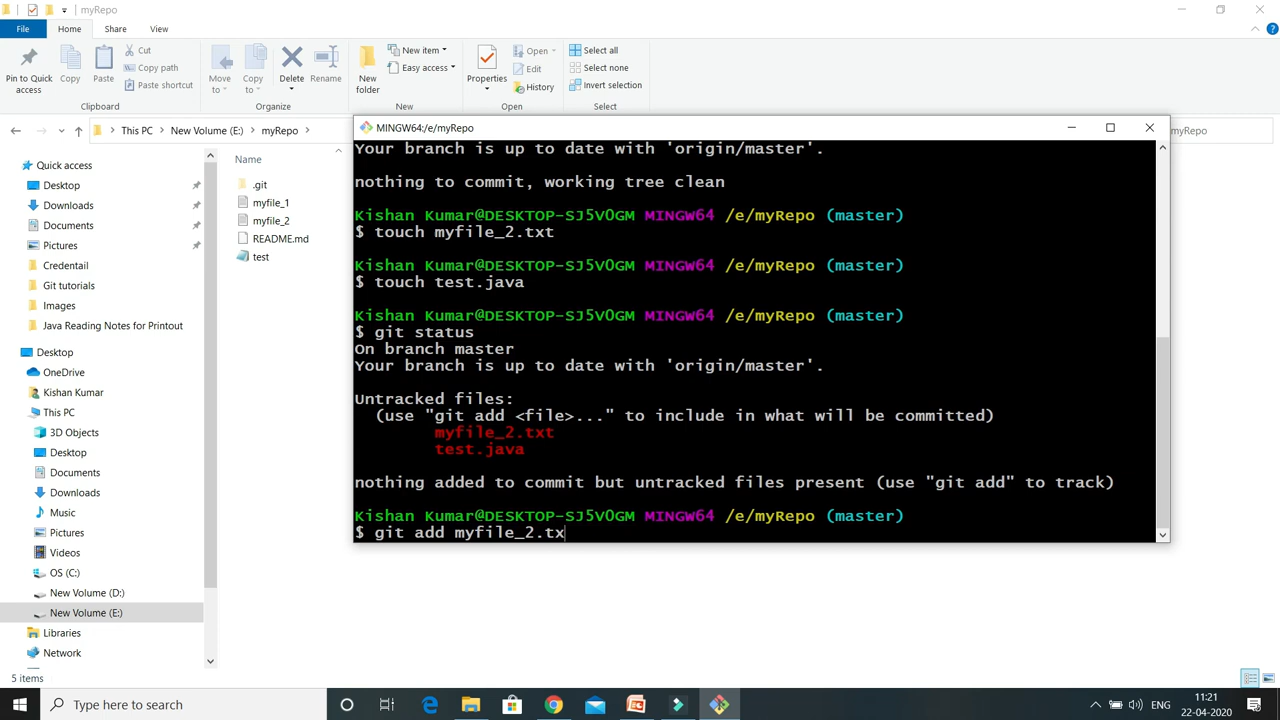 myRepo
File Home Share View
Pin to Quick access
Copy
Paste
Cut
Copy path
Paste shortcut
Clipboard
Move to
Copy to
Delete
Rename
Organize
New folder
New item
Easy access
New
Properties
Open
Edit
History
Open
Select all
Select none
Invert selection
Select
This PC New Volume (E:) myRepo
myRepo
Quick access
Desktop
Downloads
Documents
Pictures
Credentail
Git tutorials
Images
Java Reading Notes for Printout
Desktop
OneDrive
Kishan Kumar
This PC
3D Objects
Desktop
Documents
Downloads
Music
Pictures
Videos
OS (C:)
New Volume (D:)
New Volume (E:)
Libraries
Network
Name
.git
myfile_1
myfile_2
README.md
test
MINGW64:/e/myRepo
Your branch is up to date with 'origin/master'.
nothing to commit, working tree clean
Kishan Kumar@DESKTOP-SJ5V0GM MINGW64 /e/myRepo (master)
$ touch myfile_2.txt
Kishan Kumar@DESKTOP-SJ5V0GM MINGW64 /e/myRepo (master)
$ touch test.java
Kishan Kumar@DESKTOP-SJ5V0GM MINGW64 /e/myRepo (master)
$ git status
On branch master
Your branch is up to date with 'origin/master'.
Untracked files:
(use "git add <file>..." to include in what will be committed)
myfile_2.txt
test.java
nothing added to commit but untracked files present (use "git add" to track)
Kishan Kumar@DESKTOP-SJ5V0GM MINGW64 /e/myRepo (master)
$ git add myfile_2.tx
5 items
Type here to search
ENG
11:21
22-04-2020